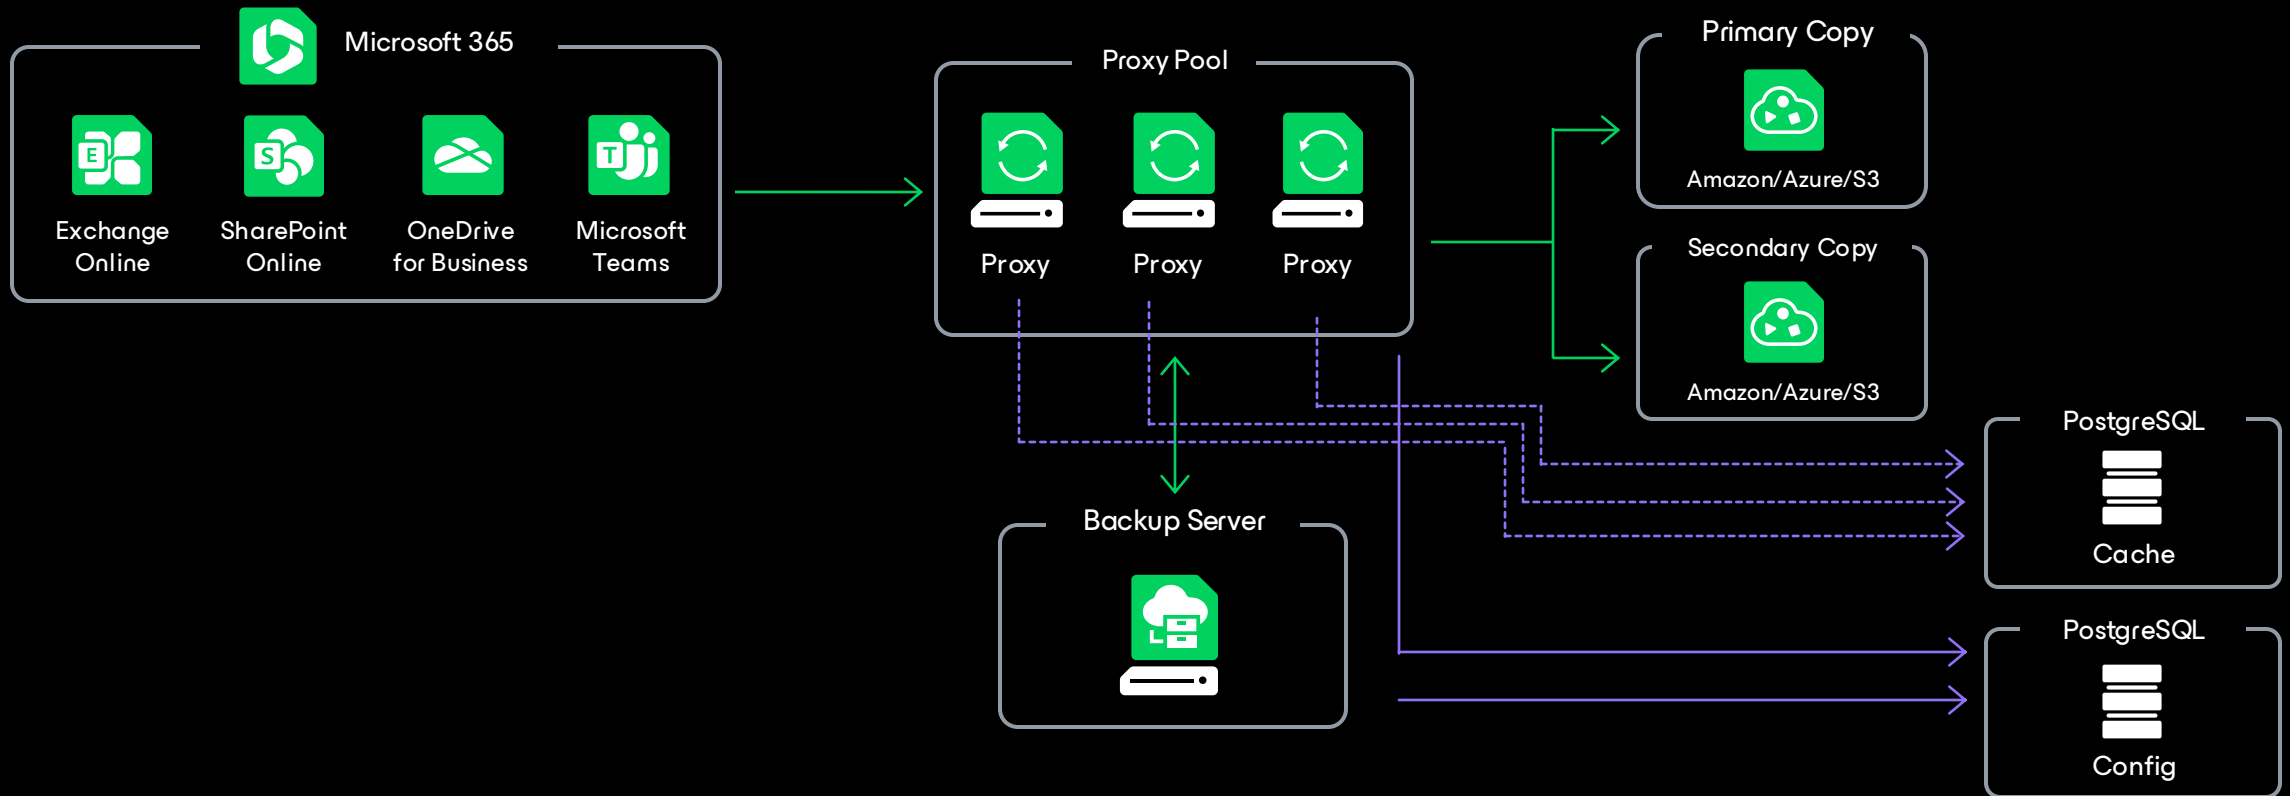 Microsoft 365
E
S
T
Exchange
Online
SharePoint
Online
OneDrive
for Business
Microsoft
Teams
Proxy Pool
Proxy
Proxy
Proxy
Primary Copy
Amazon/Azure/S3
Secondary Copy
Amazon/Azure/S3
Backup Server
PostgreSQL
Cache
PostgreSQL
Config